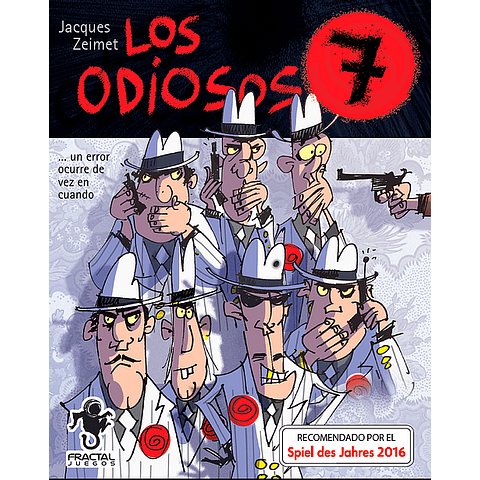 Jacques
Zeimet
LOS
ODIOSOS
7
... un error
ocurre de
vez en
cuando
RECOMENDADO POR EL
Spiel des Jahres 2016
FRACTAL
JUEGOS